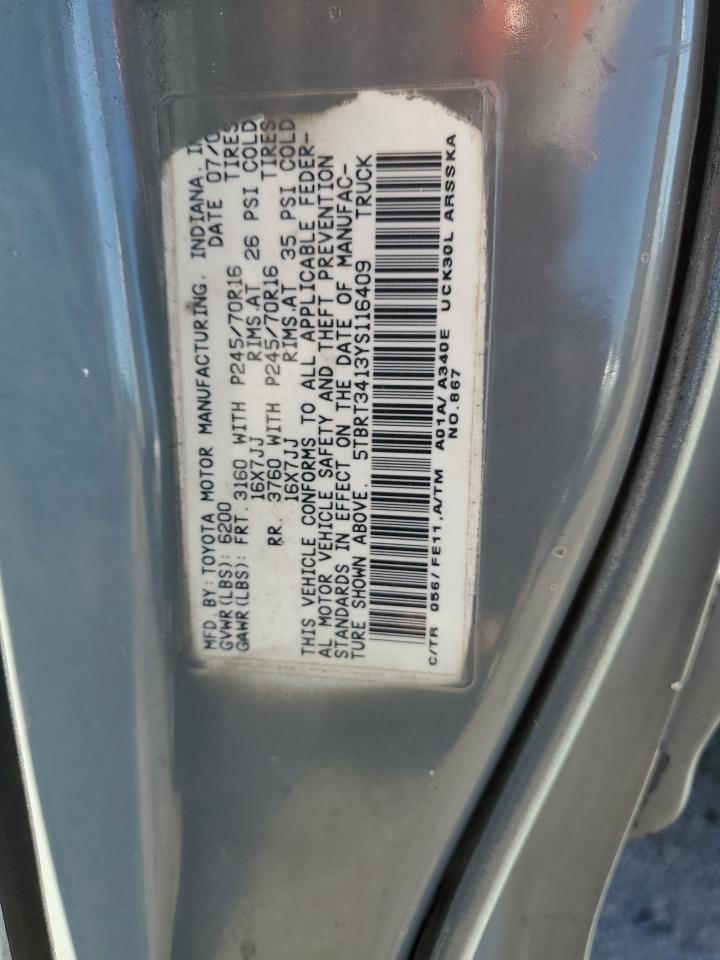 MFD. BY: TOYOTA MOTOR MANUFACTURING. INDIANA.
GVWR(LBS): 6200 DATE 07/0
GAWR(LBS): FRT. 3160 WITH P245/70R16 TIRES
16X7JJ RIMS.AT 26 PSI COLD
RR. 3760 WITH P245/70R16 TIRES
16X7JJ RIMS.AT 35 PSI COLD
THIS VEHICLE CONFORMS TO ALL APPLICABLE FEDER-
AL MOTOR VEHICLE SAFETY AND THEFT PREVENTION
STANDARDS IN EFFECT ON THE DATE OF MANUFAC-
TURE SHOWN ABOVE. 5TBRT3413YS116409 TRUCK
C/TR 056/FE11,A/TM A01A/A340E UCK30L ARSSKA
NO.867